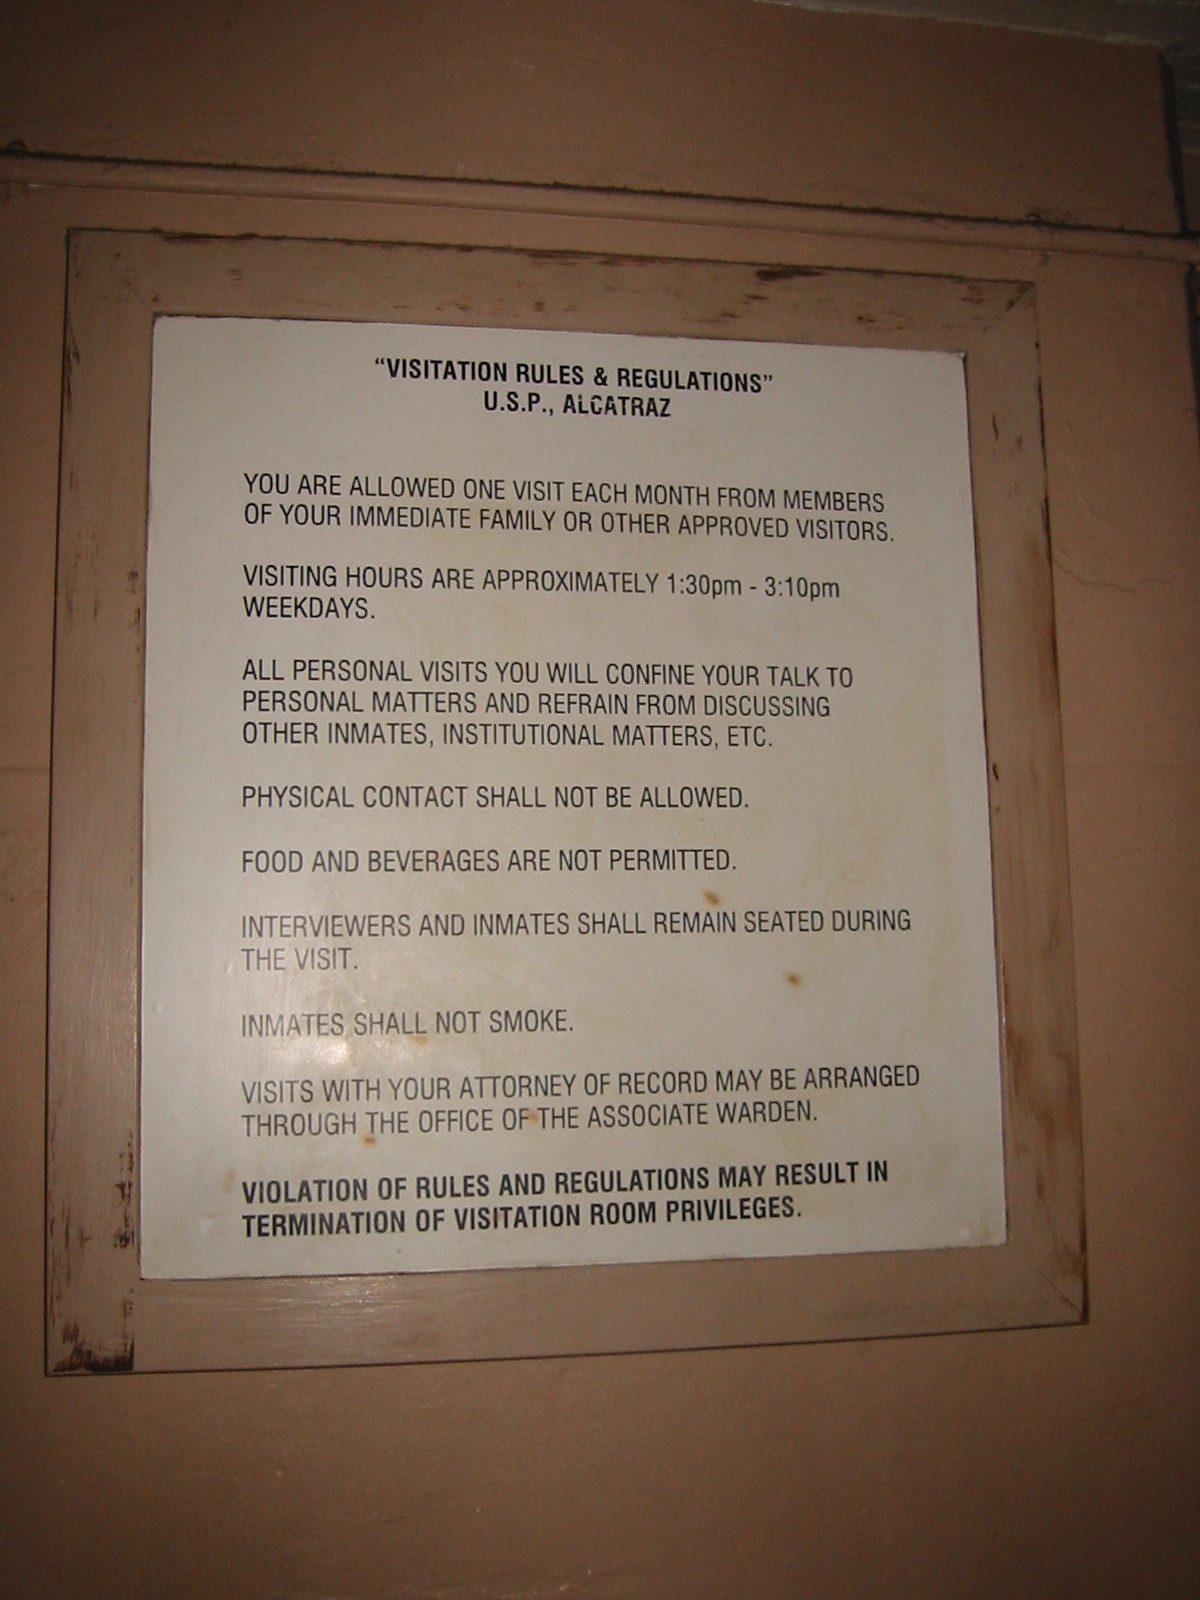 “VISITATION RULES & REGULATIONS”
U.S.P., ALCATRAZ
YOU ARE ALLOWED ONE VISIT EACH MONTH FROM MEMBERS
OF YOUR IMMEDIATE FAMILY OR OTHER APPROVED VISITORS.
VISITING HOURS ARE APPROXIMATELY 1:30pm - 3:10pm
WEEKDAYS.
ALL PERSONAL VISITS YOU WILL CONFINE YOUR TALK TO
PERSONAL MATTERS AND REFRAIN FROM DISCUSSING
OTHER INMATES, INSTITUTIONAL MATTERS, ETC.
PHYSICAL CONTACT SHALL NOT BE ALLOWED.
FOOD AND BEVERAGES ARE NOT PERMITTED.
INTERVIEWERS AND INMATES SHALL REMAIN SEATED DURING
THE VISIT.
INMATES SHALL NOT SMOKE.
VISITS WITH YOUR ATTORNEY OF RECORD MAY BE ARRANGED
THROUGH THE OFFICE OF THE ASSOCIATE WARDEN.
VIOLATION OF RULES AND REGULATIONS MAY RESULT IN
TERMINATION OF VISITATION ROOM PRIVILEGES.